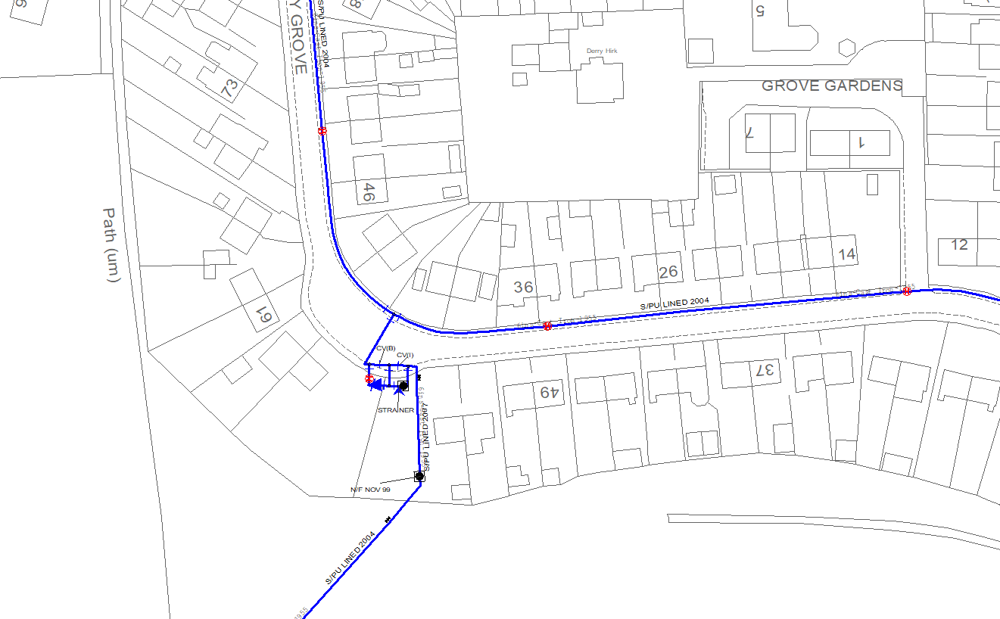 S/PU LINED 2004
Y GROVE
5
Derry Hirk
73
GROVE GARDENS
7
1
46
Path (um)
12
14
26
36
S/PU LINED 2004
61
CV(B)
CV(I)
37
49
STRAINER
S/PU LINED 2007
N/F NOV 99
S/PU LINED 2004
1955